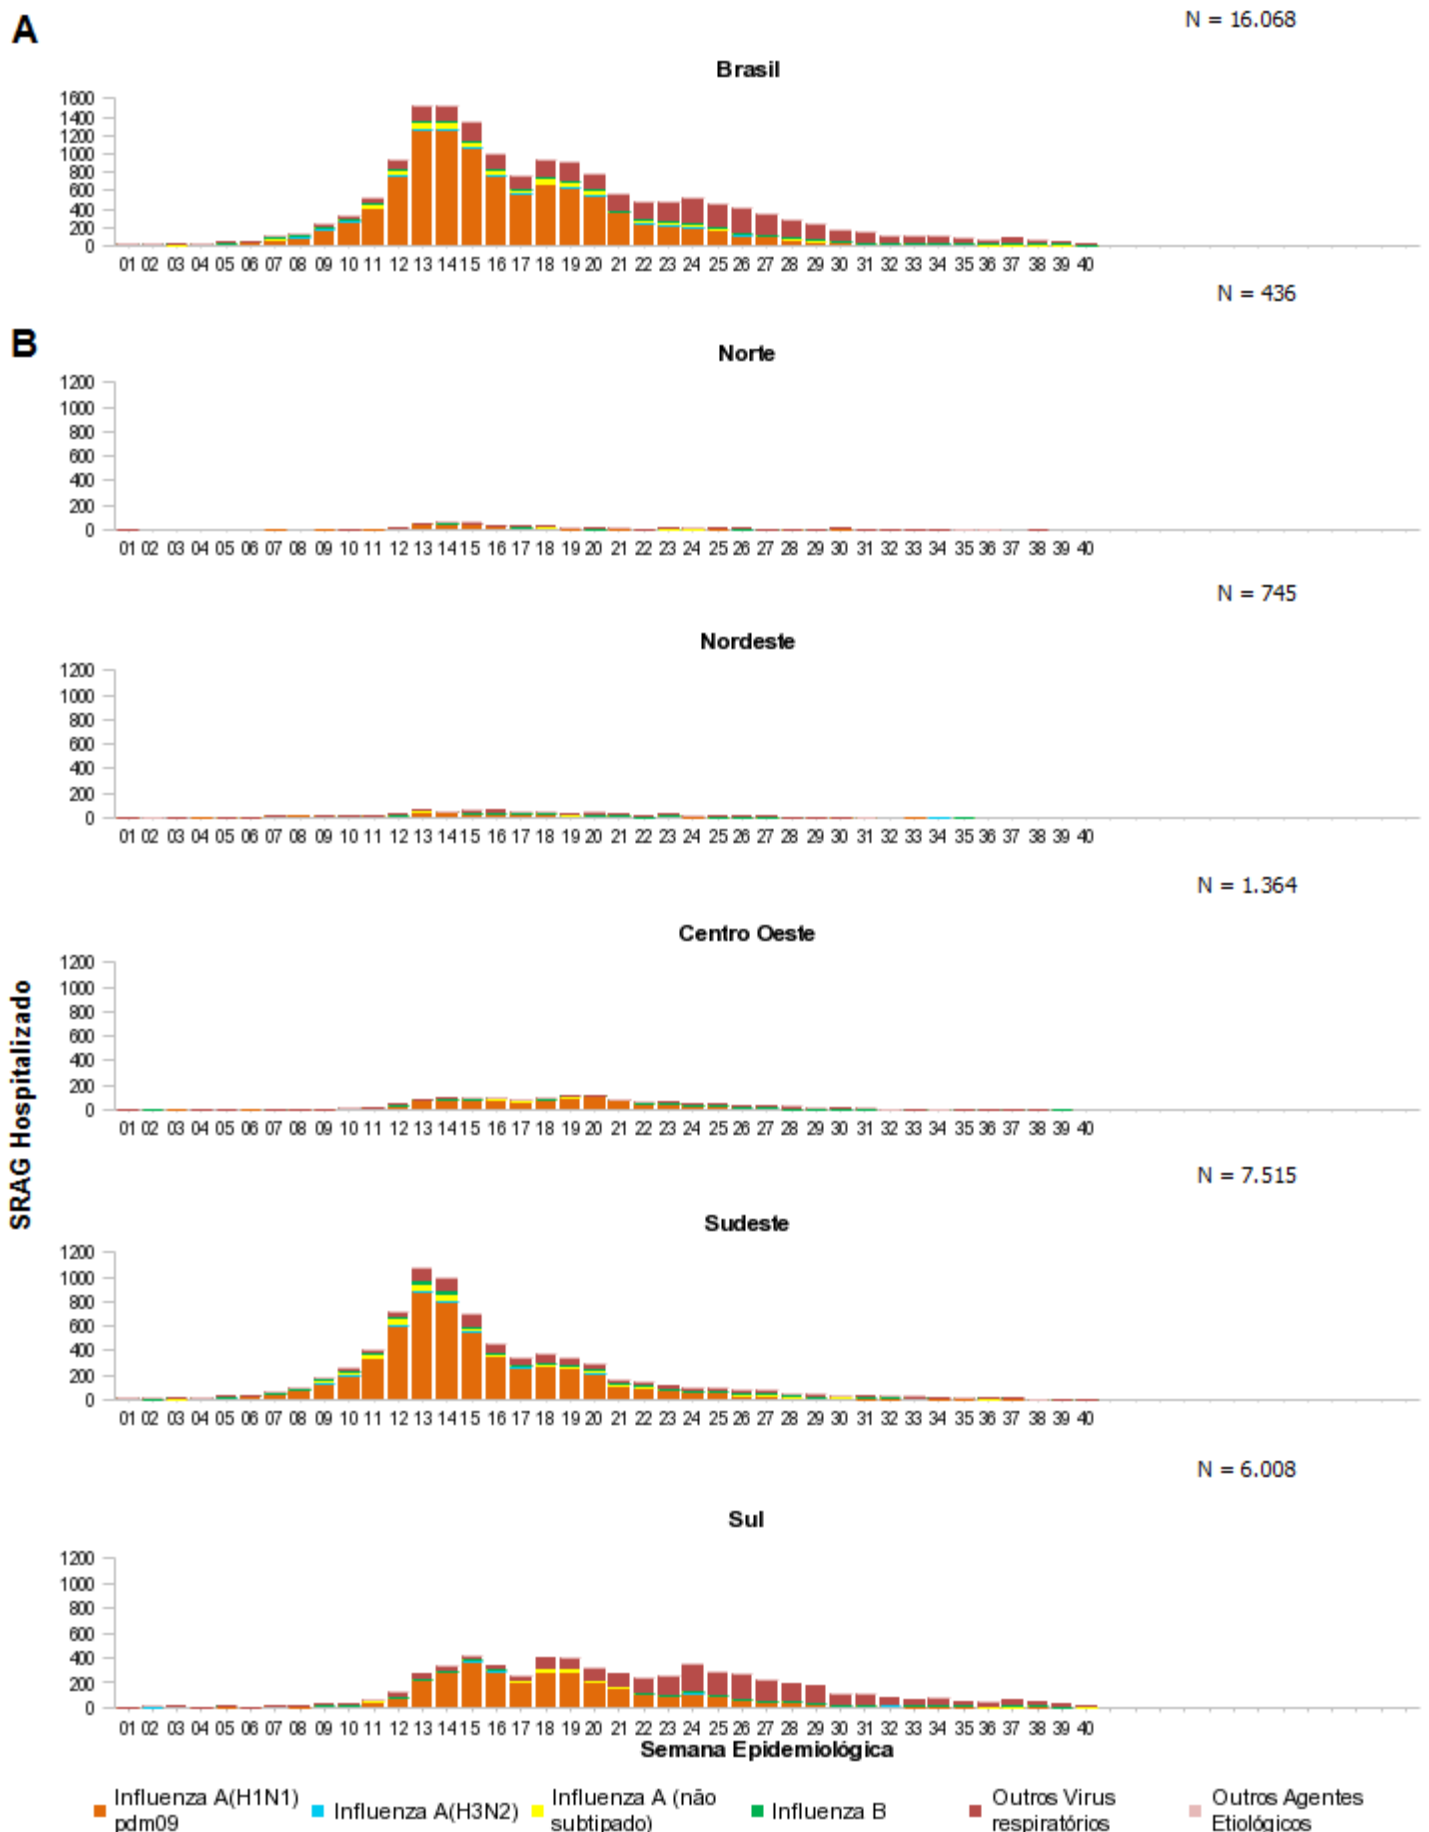 A
N = 16.068
Brasil
1600
1400
1200
1000
800
600
400
200
0
01 02 03 04 05 06 07 08 09 10 11 12 13 14 15 16 17 18 19 20 21 22 23 24 25 26 27 28 29 30 31 32 33 34 35 36 37 38 39 40
N = 436
B
Norte
1200
1000
800
600
400
200
0
01 02 03 04 05 06 07 08 09 10 11 12 13 14 15 16 17 18 19 20 21 22 23 24 25 26 27 28 29 30 31 32 33 34 35 36 37 38 39 40
N = 745
Nordeste
1200
1000
800
600
400
200
0
01 02 03 04 05 06 07 08 09 10 11 12 13 14 15 16 17 18 19 20 21 22 23 24 25 26 27 28 29 30 31 32 33 34 35 36 37 38 39 40
N = 1.364
Centro Oeste
1200
1000
800
600
400
200
0
01 02 03 04 05 06 07 08 09 10 11 12 13 14 15 16 17 18 19 20 21 22 23 24 25 26 27 28 29 30 31 32 33 34 35 36 37 38 39 40
SRAG Hospitalizado
N = 7.515
Sudeste
1200
1000
800
600
400
200
0
01 02 03 04 05 06 07 08 09 10 11 12 13 14 15 16 17 18 19 20 21 22 23 24 25 26 27 28 29 30 31 32 33 34 35 36 37 38 39 40
N = 6.008
Sul
1200
1000
800
600
400
200
0
01 02 03 04 05 06 07 08 09 10 11 12 13 14 15 16 17 18 19 20 21 22 23 24 25 26 27 28 29 30 31 32 33 34 35 36 37 38 39 40
Semana Epidemiológica
Influenza A(H1N1)
pdm09
Influenza A(H3N2)
Influenza A (não
subtipado)
Influenza B
Outros Virus
respiratórios
Outros Agentes
Etiológicos